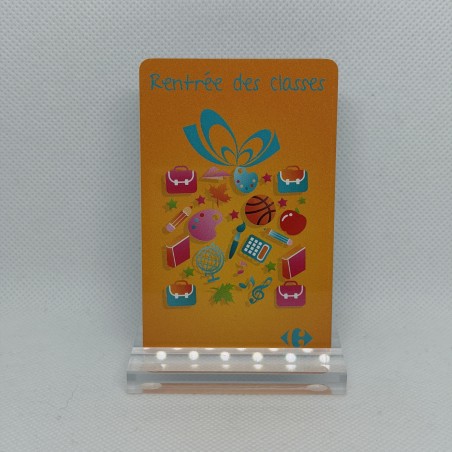 Rentrée des classes